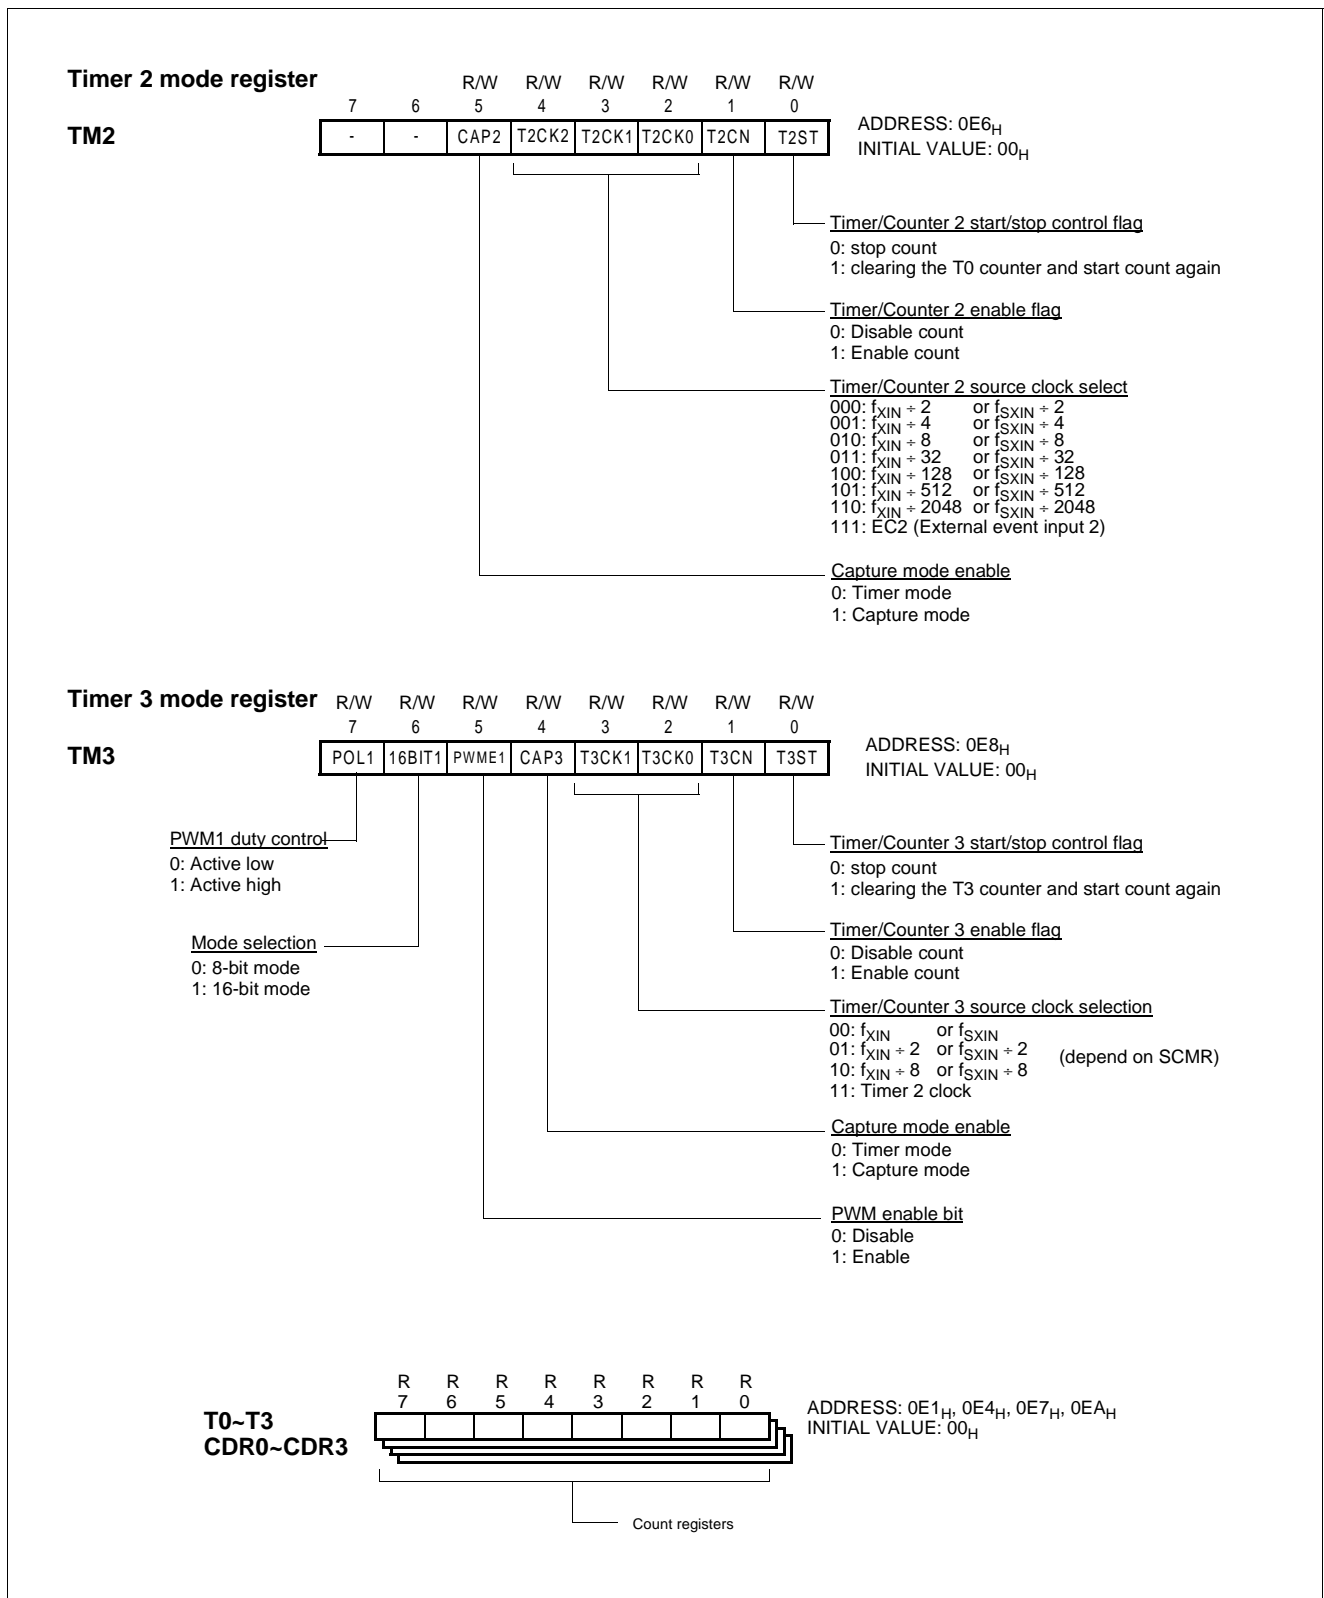 Timer 2 mode register
R/W R/W R/W R/W R/W R/W
7 6 5 4 3 2 1 0
TM2
- - CAP2 T2CK2 T2CK1 T2CK0 T2CN T2ST
ADDRESS: 0E6H
INITIAL VALUE: 00H
Timer/Counter 2 start/stop control flag
0: stop count
1: clearing the T0 counter and start count again
Timer/Counter 2 enable flag
0: Disable count
1: Enable count
Timer/Counter 2 source clock select
000: fXIN ÷ 2 or fSXIN ÷ 2
001: fXIN ÷ 4 or fSXIN ÷ 4
010: fXIN ÷ 8 or fSXIN ÷ 8
011: fXIN ÷ 32 or fSXIN ÷ 32
100: fXIN ÷ 128 or fSXIN ÷ 128
101: fXIN ÷ 512 or fSXIN ÷ 512
110: fXIN ÷ 2048 or fSXIN ÷ 2048
111: EC2 (External event input 2)
Capture mode enable
0: Timer mode
1: Capture mode
Timer 3 mode register
R/W R/W R/W R/W R/W R/W R/W R/W
7 6 5 4 3 2 1 0
TM3
POL1 16BIT1 PWME1 CAP3 T3CK1 T3CK0 T3CN T3ST
ADDRESS: 0E8H
INITIAL VALUE: 00H
PWM1 duty control
0: Active low
1: Active high
Mode selection
0: 8-bit mode
1: 16-bit mode
Timer/Counter 3 start/stop control flag
0: stop count
1: clearing the T3 counter and start count again
Timer/Counter 3 enable flag
0: Disable count
1: Enable count
Timer/Counter 3 source clock selection
00: fXIN or fSXIN
01: fXIN ÷ 2 or fSXIN ÷ 2
10: fXIN ÷ 8 or fSXIN ÷ 8
11: Timer 2 clock
(depend on SCMR)
Capture mode enable
0: Timer mode
1: Capture mode
PWM enable bit
0: Disable
1: Enable
R R R R R R R R
7 6 5 4 3 2 1 0
T0~T3
CDR0~CDR3
ADDRESS: 0E1H, 0E4H, 0E7H, 0EAH
INITIAL VALUE: 00H
Count registers